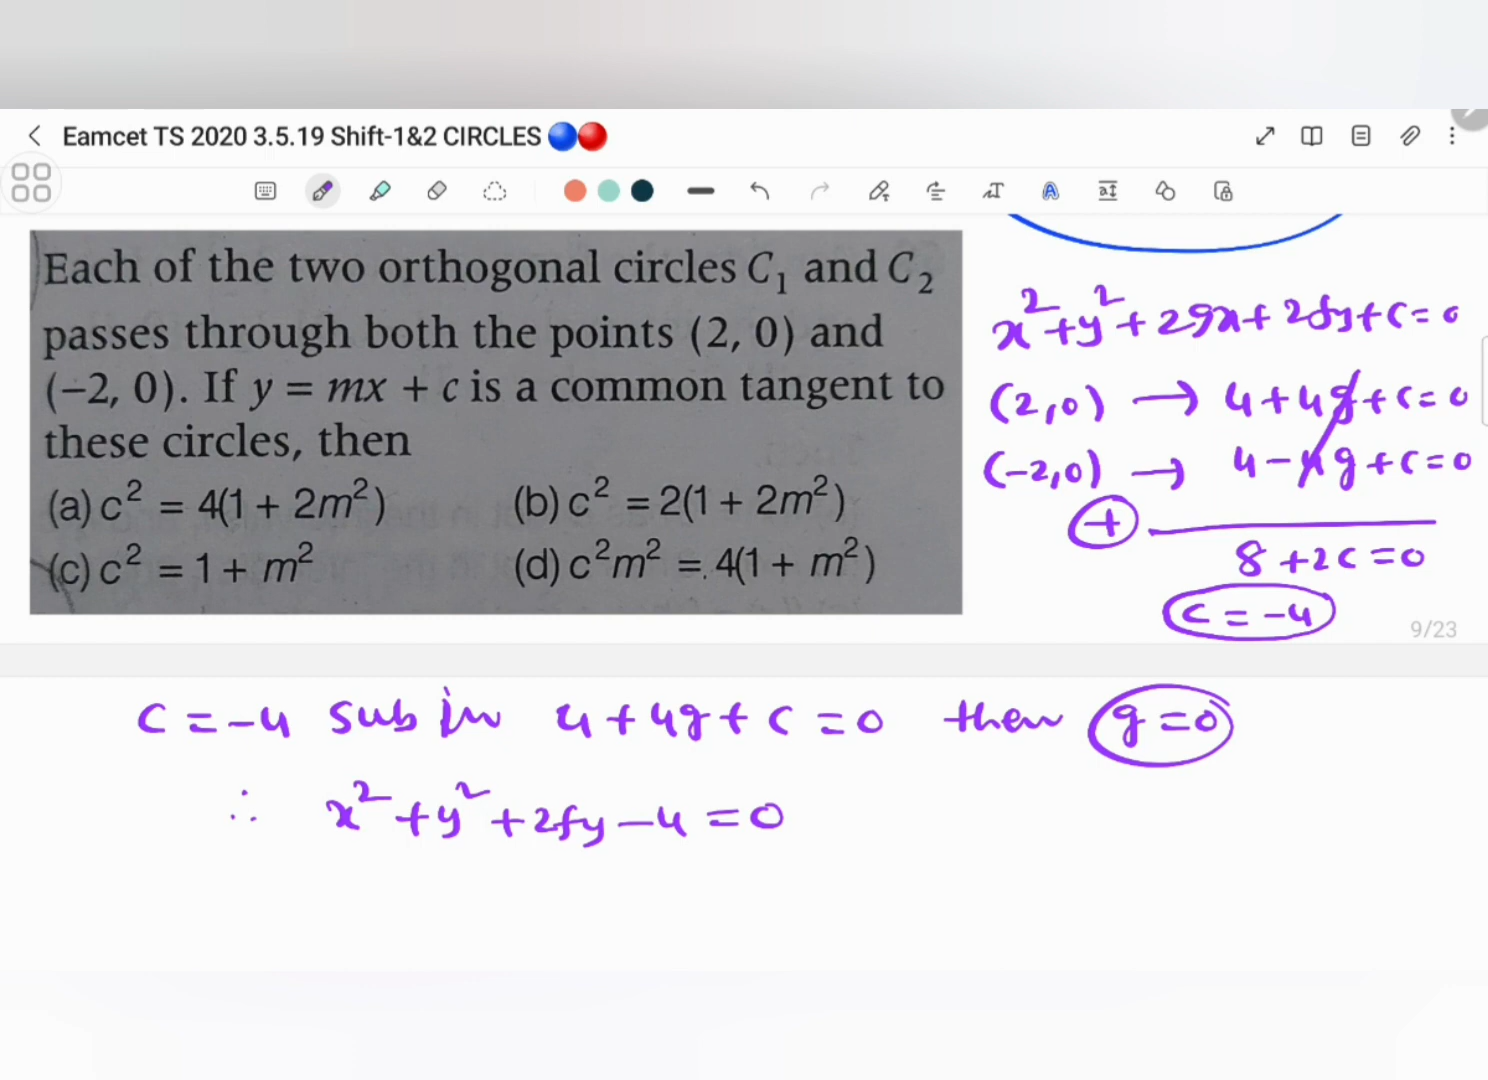 Eamcet TS 2020 3.5.19 Shift-1&2 CIRCLES
Each of the two orthogonal circles C₁ and C₂
passes through both the points (2, 0) and
(−2, 0). If y = mx + c is a common tangent to
these circles, then
(a) c² = 4(1 + 2m²) (b) c² = 2(1 + 2m²)
(c) c² = 1 + m² (d) c²m² = 4(1 + m²)
x² + y² + 2gx + 2fy + c = 0
(2,0) → 4 + 4g + c = 0
(−2,0) → 4 − 4g + c = 0
+
8 + 2c = 0
c = −4
9/23
c = −4 sub in 4 + 4g + c = 0 then g = 0
∴ x² + y² + 2fy − 4 = 0